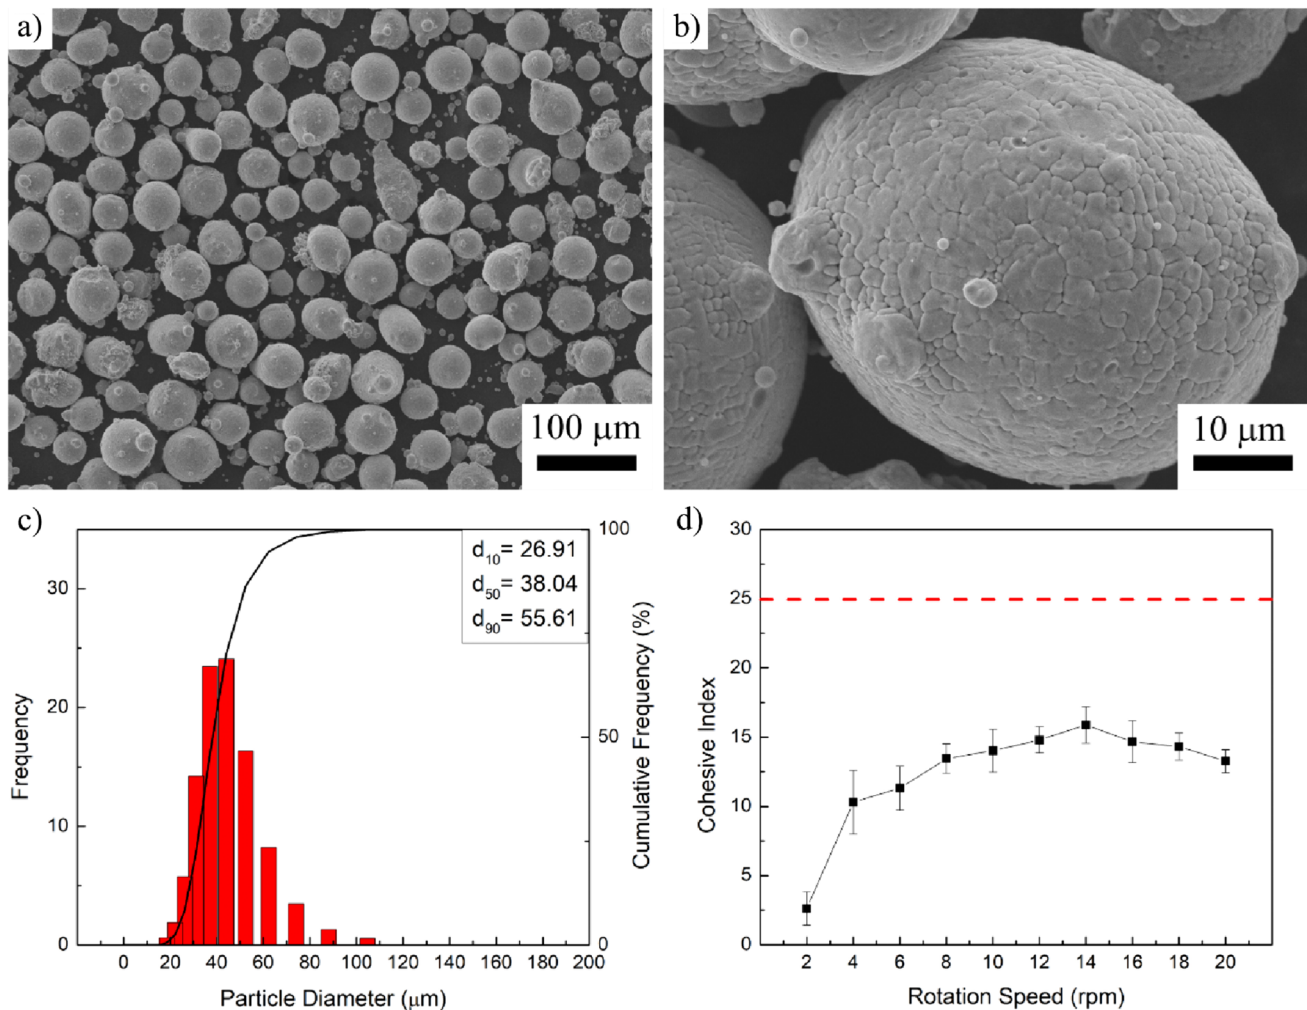 a)
100 μm
b)
10 μm
c)
d₁₀= 26.91
d₅₀= 38.04
d₉₀= 55.61
Frequency
30
20
10
0
Cumulative Frequency (%)
100
50
0
0 20 40 60 80 100 120 140 160 180 200
Particle Diameter (μm)
d)
Cohesive Index
30
25
20
15
10
5
0
2 4 6 8 10 12 14 16 18 20
Rotation Speed (rpm)